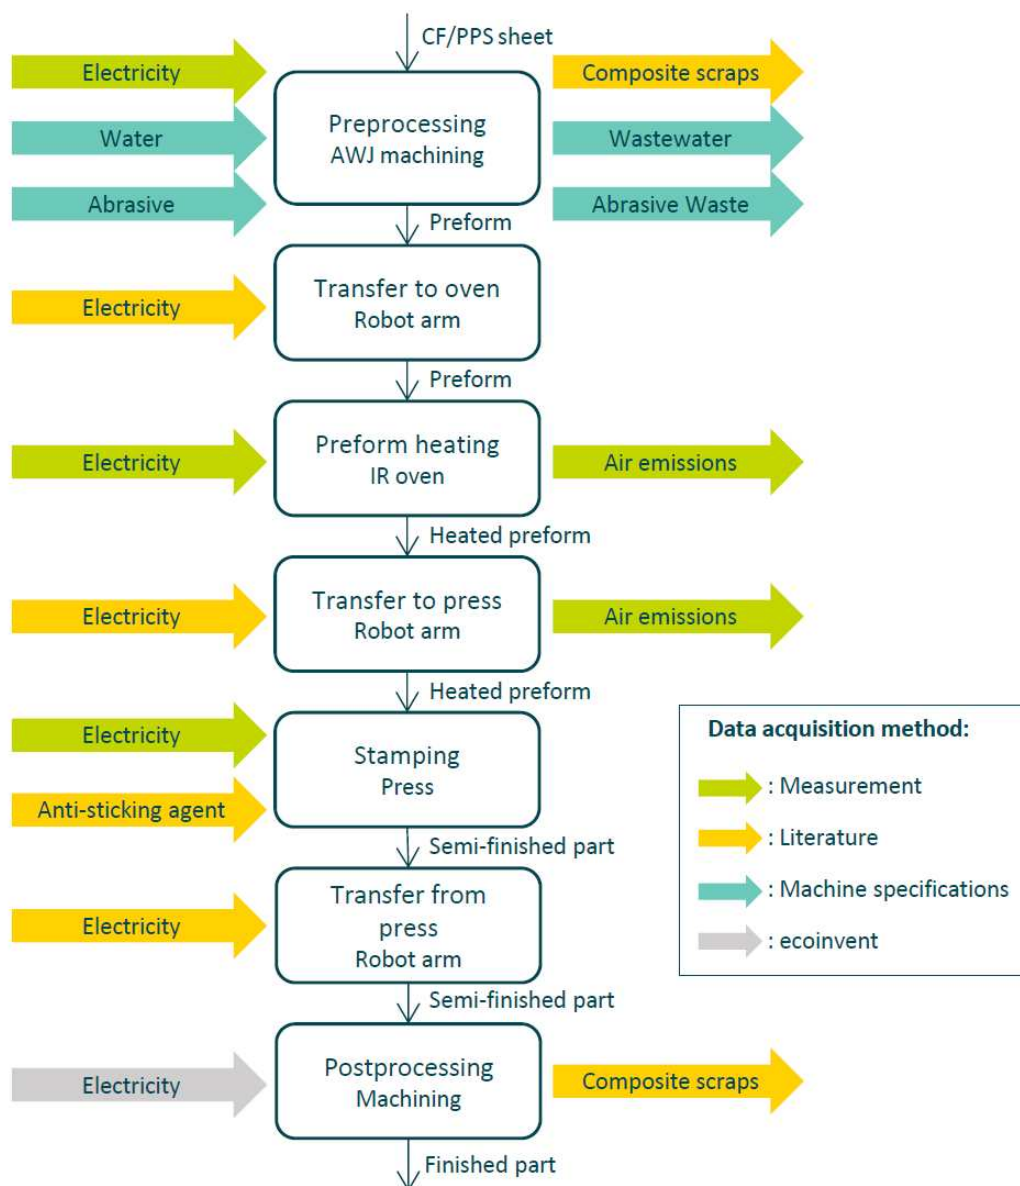 CF/PPS sheet
Electricity
Composite scraps
Preprocessing
AWJ machining
Water
Wastewater
Abrasive
Abrasive Waste
Preform
Transfer to oven
Robot arm
Electricity
Preform
Preform heating
IR oven
Electricity
Air emissions
Heated preform
Transfer to press
Robot arm
Electricity
Air emissions
Heated preform
Electricity
Stamping
Press
Anti-sticking agent
Semi-finished part
Transfer from
press
Robot arm
Electricity
Semi-finished part
Postprocessing
Machining
Electricity
Composite scraps
Finished part
Data acquisition method:
: Measurement
: Literature
: Machine specifications
: ecoinvent